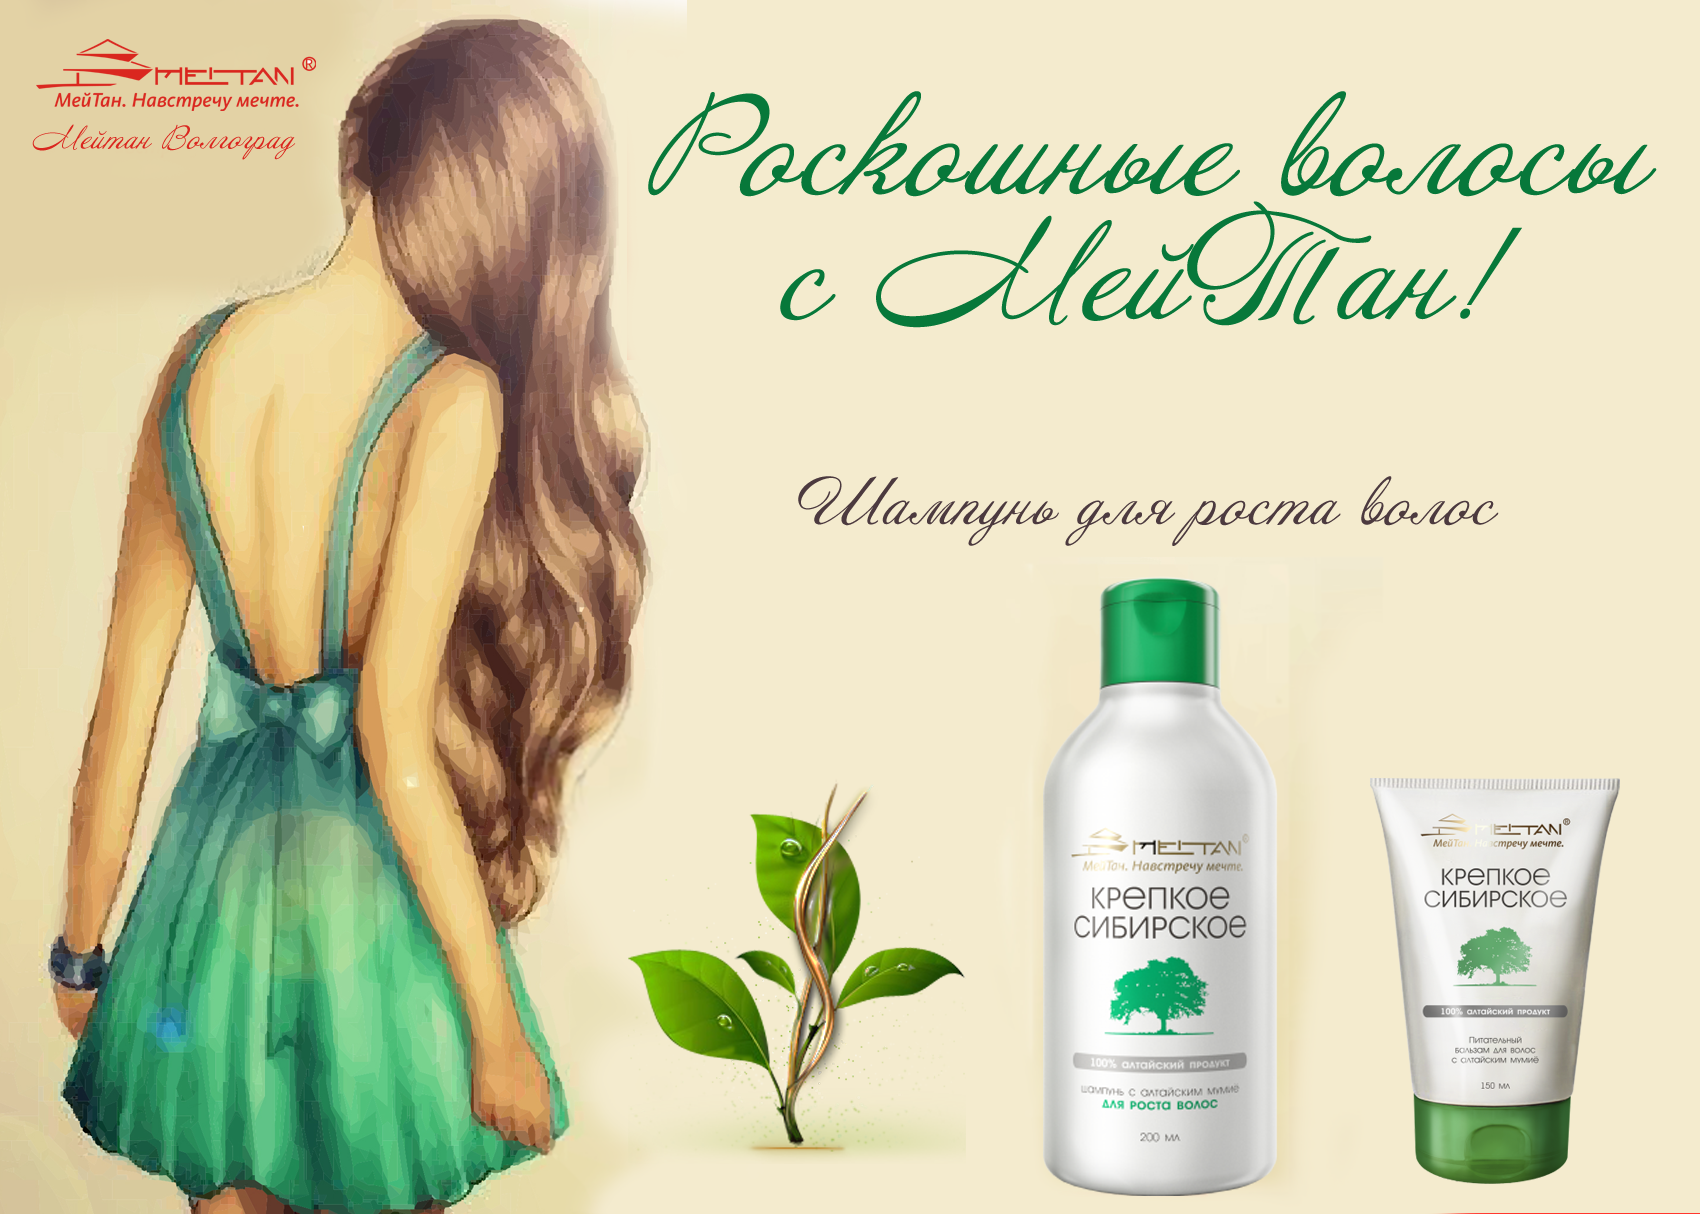 MEITAN ®
МейТан. Навстречу мечте.
Мейтан Волгоград
Роскошные волосы
с МейТан!
Шампунь для роста волос
MEITAN ®
МейТан. Навстречу мечте.
КРЕПКОЕ
СИБИРСКОЕ
100% алтайский продукт
шампунь с алтайским мумиё
для роста волос
200 мл
MEITAN ®
МейТан. Навстречу мечте.
КРЕПКОЕ
СИБИРСКОЕ
100% алтайский продукт
Питательный
бальзам для волос
с алтайским мумиё
150 мл